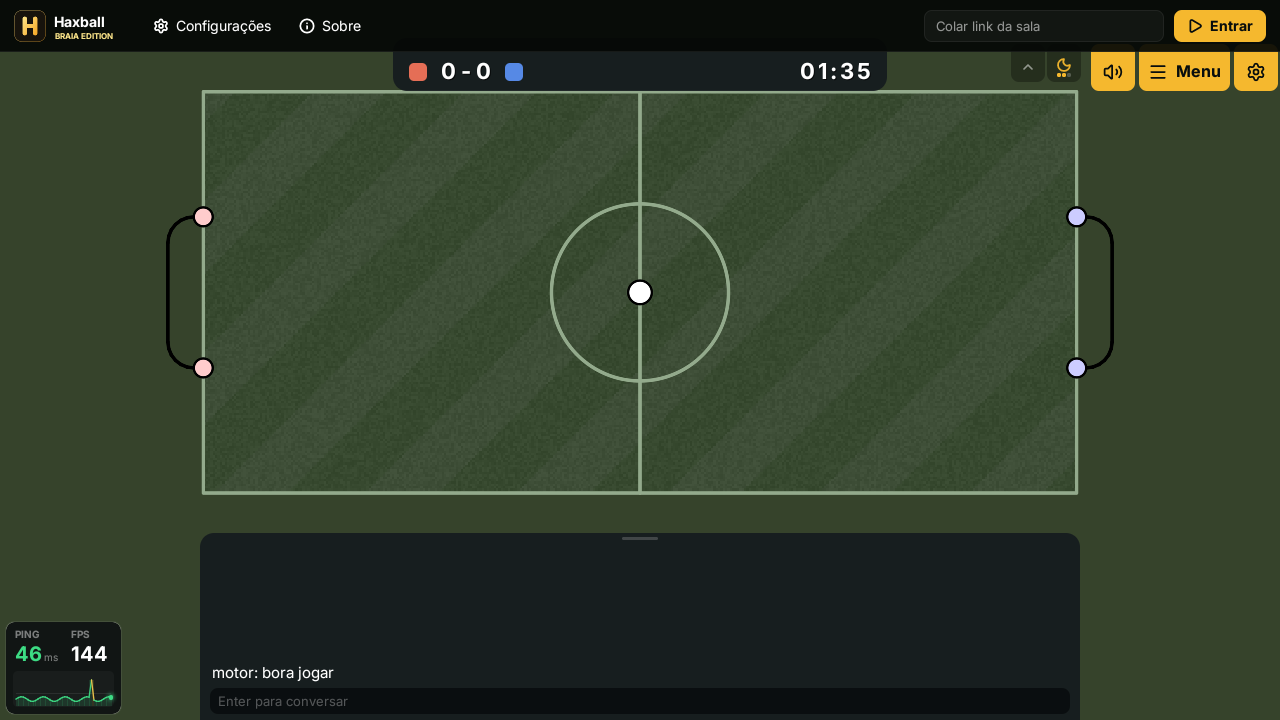 H
Haxball
BRAIA EDITION
Configurações
Sobre
Colar link da sala
Entrar
0 - 0
01:35
Menu
motor: bora jogar
Enter para conversar
PING FPS
46 ms 144